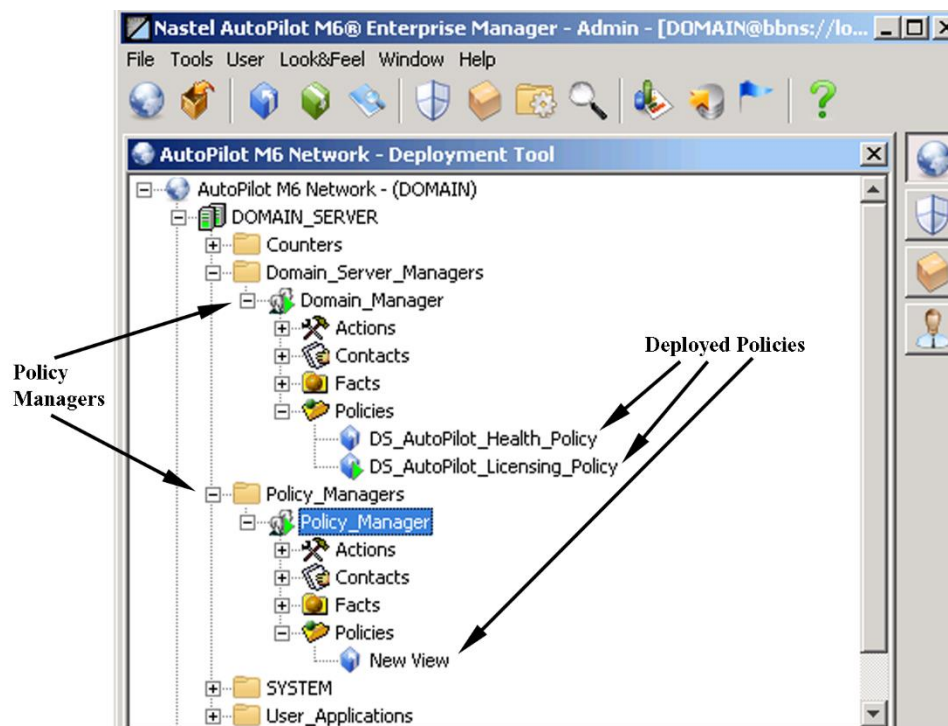 Nastel AutoPilot M6® Enterprise Manager - Admin - [DOMAIN@bbns://lo...
File Tools User Look&Feel Window Help
AutoPilot M6 Network - Deployment Tool
AutoPilot M6 Network - (DOMAIN)
DOMAIN_SERVER
Counters
Domain_Server_Managers
Domain_Manager
Actions
Contacts
Facts
Policies
DS_AutoPilot_Health_Policy
DS_AutoPilot_Licensing_Policy
Policy_Managers
Policy_Manager
Actions
Contacts
Facts
Policies
New View
SYSTEM
User_Applications
Policy
Managers
Deployed Policies